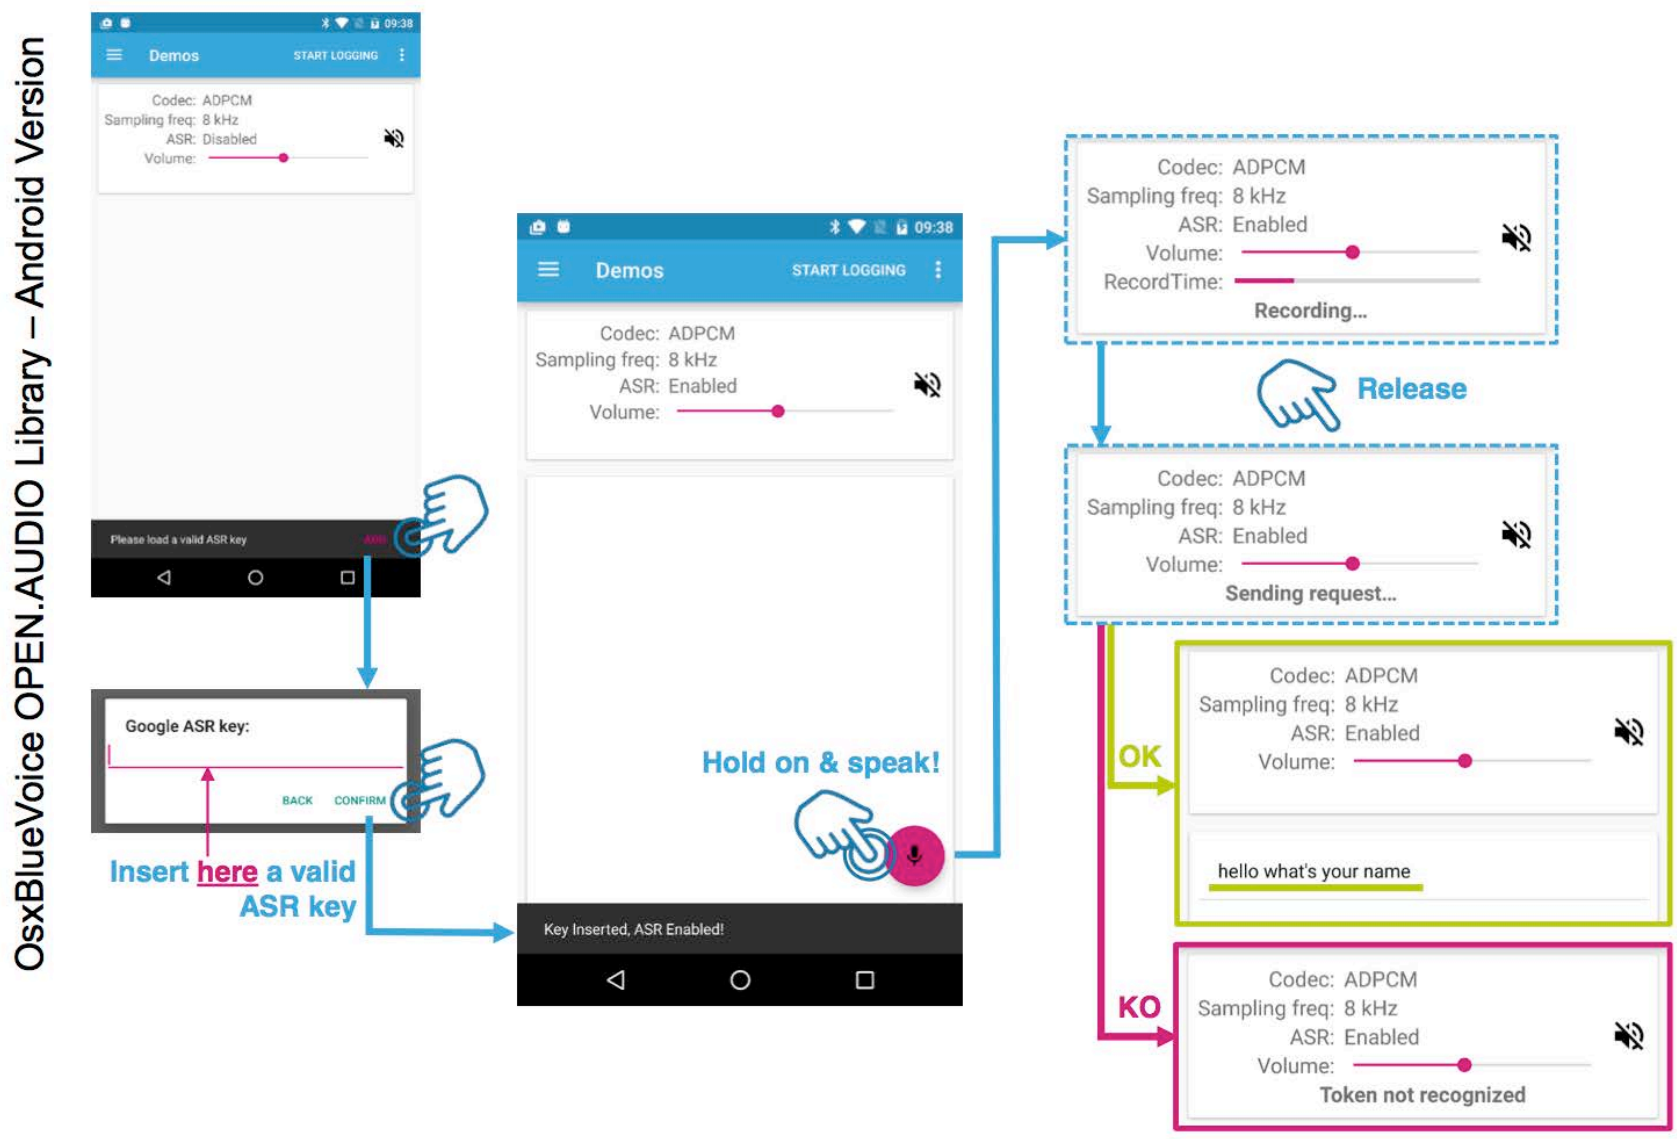 OsxBlueVoice OPEN.AUDIO Library – Android Version
09:38
Demos
START LOGGING
Codec: ADPCM
Sampling freq: 8 kHz
ASR: Disabled
Volume:
Please load a valid ASR key
Google ASR key:
BACK
CONFIRM
Insert here a valid
ASR key
09:38
Demos
START LOGGING
Codec: ADPCM
Sampling freq: 8 kHz
ASR: Enabled
Volume:
Hold on & speak!
Key Inserted, ASR Enabled!
Codec: ADPCM
Sampling freq: 8 kHz
ASR: Enabled
Volume:
RecordTime:
Recording...
Release
Codec: ADPCM
Sampling freq: 8 kHz
ASR: Enabled
Volume:
Sending request...
OK
Codec: ADPCM
Sampling freq: 8 kHz
ASR: Enabled
Volume:
hello what's your name
KO
Codec: ADPCM
Sampling freq: 8 kHz
ASR: Enabled
Volume:
Token not recognized